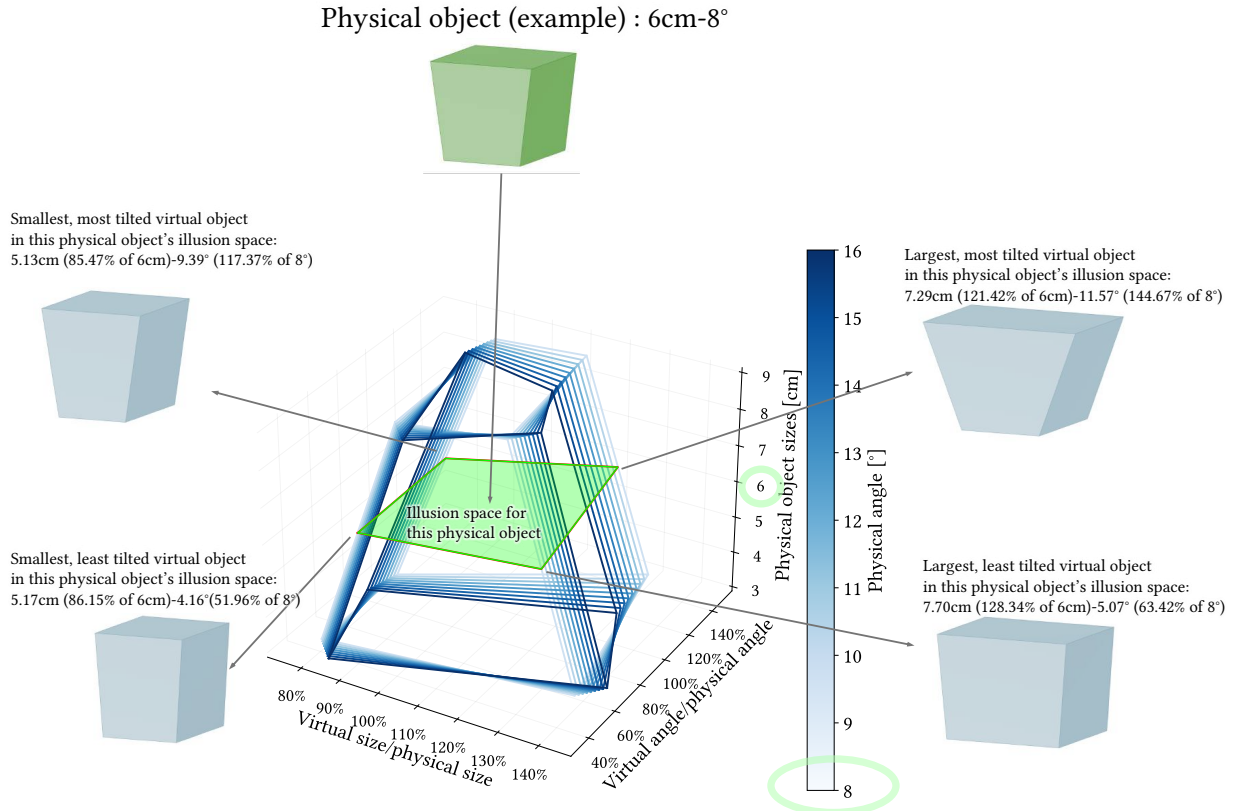 Physical object (example) : 6cm-8°
Smallest, most tilted virtual object
in this physical object's illusion space:
5.13cm (85.47% of 6cm)-9.39° (117.37% of 8°)
Largest, most tilted virtual object
in this physical object's illusion space:
7.29cm (121.42% of 6cm)-11.57° (144.67% of 8°)
Illusion space for
this physical object
Smallest, least tilted virtual object
in this physical object's illusion space:
5.17cm (86.15% of 6cm)-4.16°(51.96% of 8°)
Largest, least tilted virtual object
in this physical object's illusion space:
7.70cm (128.34% of 6cm)-5.07° (63.42% of 8°)
9
8
7
6
5
4
3
Physical object sizes [cm]
16
15
14
13
12
11
10
9
8
Physical angle [°]
80%
90%
100%
110%
120%
130%
140%
Virtual size/physical size
40%
60%
80%
100%
120%
140%
Virtual angle/physical angle